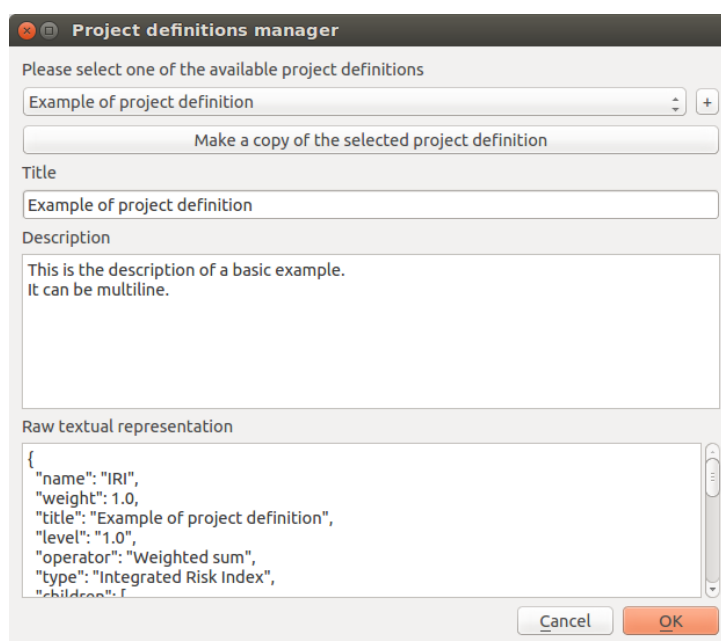 Project definitions manager
Please select one of the available project definitions
Example of project definition
+
Make a copy of the selected project definition
Title
Example of project definition
Description
This is the description of a basic example.
It can be multiline.
Raw textual representation
{
"name": "IRI",
"weight": 1.0,
"title": "Example of project definition",
"level": "1.0",
"operator": "Weighted sum",
"type": "Integrated Risk Index",
"children": [
Cancel
OK